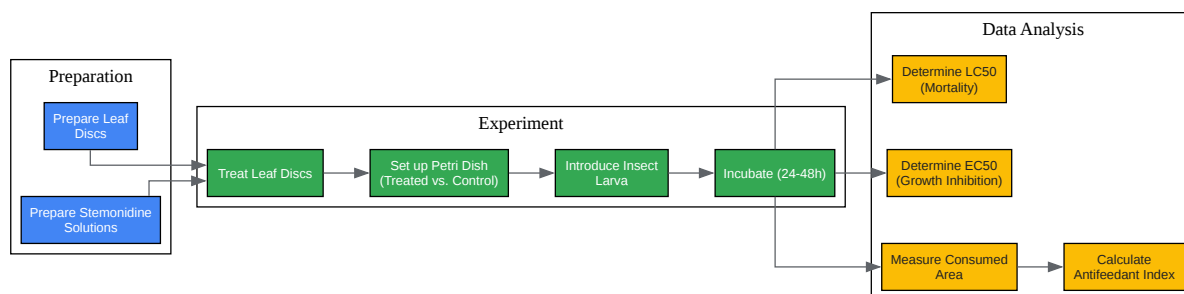 Preparation
Prepare Leaf
Discs
Prepare Stemonidine
Solutions
Experiment
Treat Leaf Discs
Set up Petri Dish
(Treated vs. Control)
Introduce Insect
Larva
Incubate (24-48h)
Data Analysis
Determine LC50
(Mortality)
Determine EC50
(Growth Inhibition)
Measure Consumed
Area
Calculate
Antifeedant Index